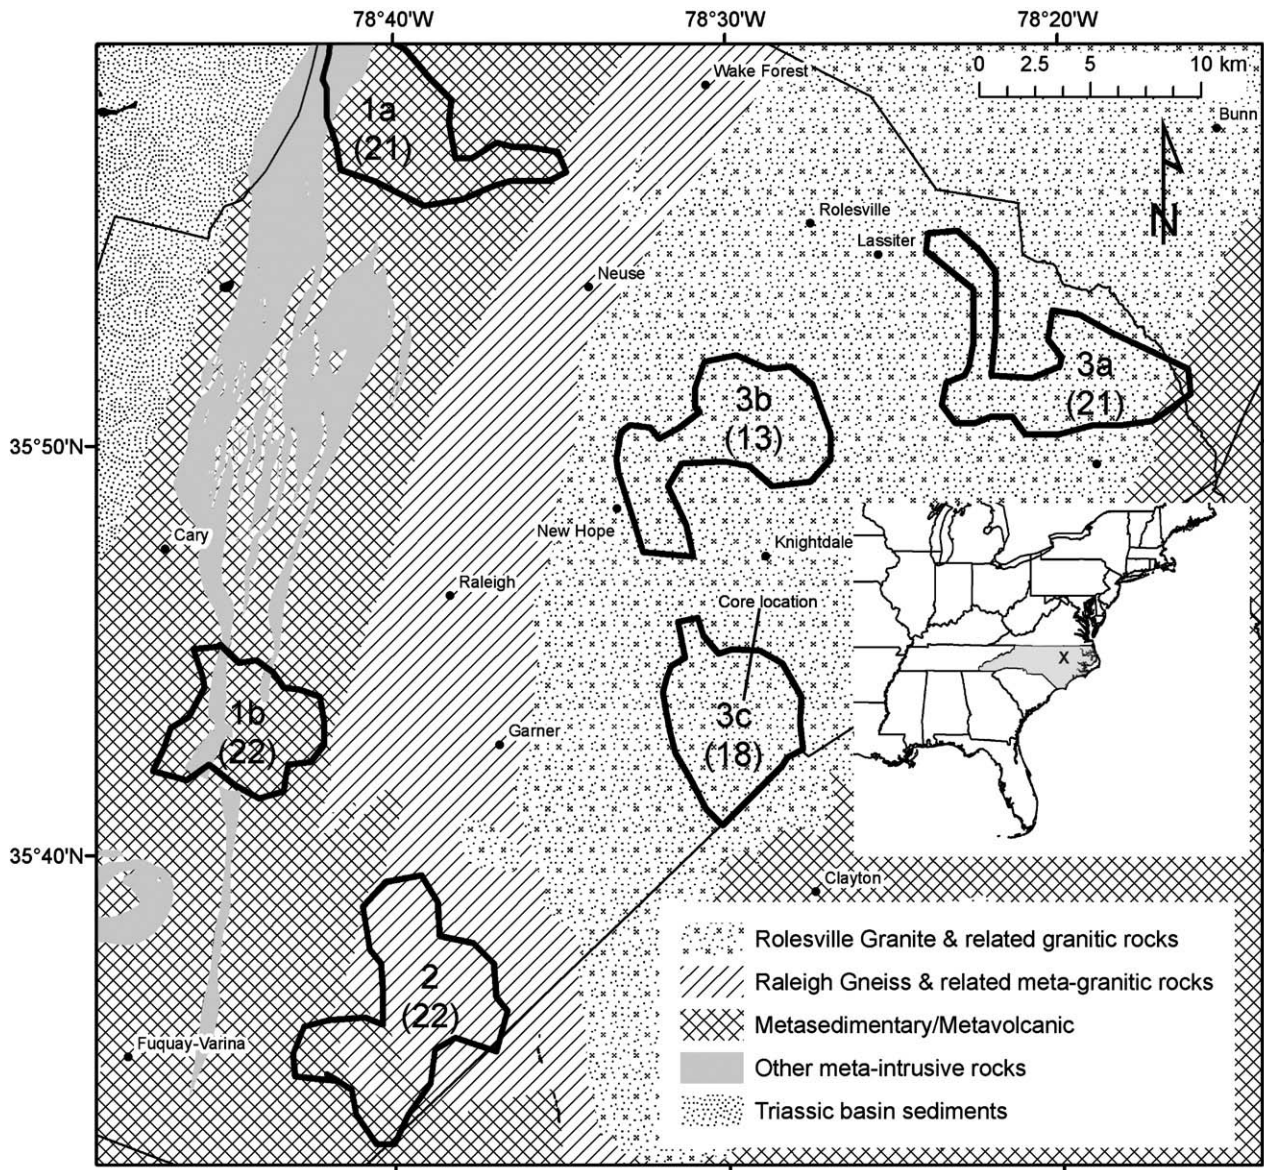 78°40'W
78°30'W
78°20'W
Wake Forest
0 2.5 5 10 km
1a
(21)
Bunn
Rolesville
N
Lassiter
Neuse
3a
(21)
3b
(13)
35°50'N
New Hope
Cary
Knightdale
Raleigh
Core location
x
1b
(22)
3c
(18)
Garner
35°40'N
Clayton
Rolesville Granite & related granitic rocks
2
(22)
Raleigh Gneiss & related meta-granitic rocks
Metasedimentary/Metavolcanic
Fuquay-Varina
Other meta-intrusive rocks
Triassic basin sediments